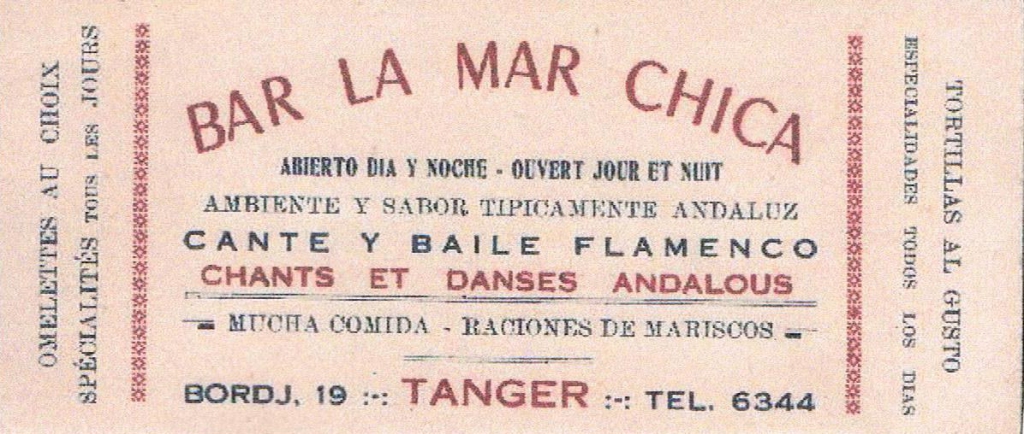 OMELETTES AU CHOIX
SPÉCIALITÉS TOUS LES JOURS
BAR LA MAR CHICA
ABIERTO DIA Y NOCHE - OUVERT JOUR ET NUIT
AMBIENTE Y SABOR TIPICAMENTE ANDALUZ
CANTE Y BAILE FLAMENCO
CHANTS ET DANSES ANDALOUS
MUCHA COMIDA - RACIONES DE MARISCOS
BORDJ, 19 :-: TANGER :-: TEL. 6344
TORTILLAS AL GUSTO
ESPECIALIDADES TODOS LOS DIAS